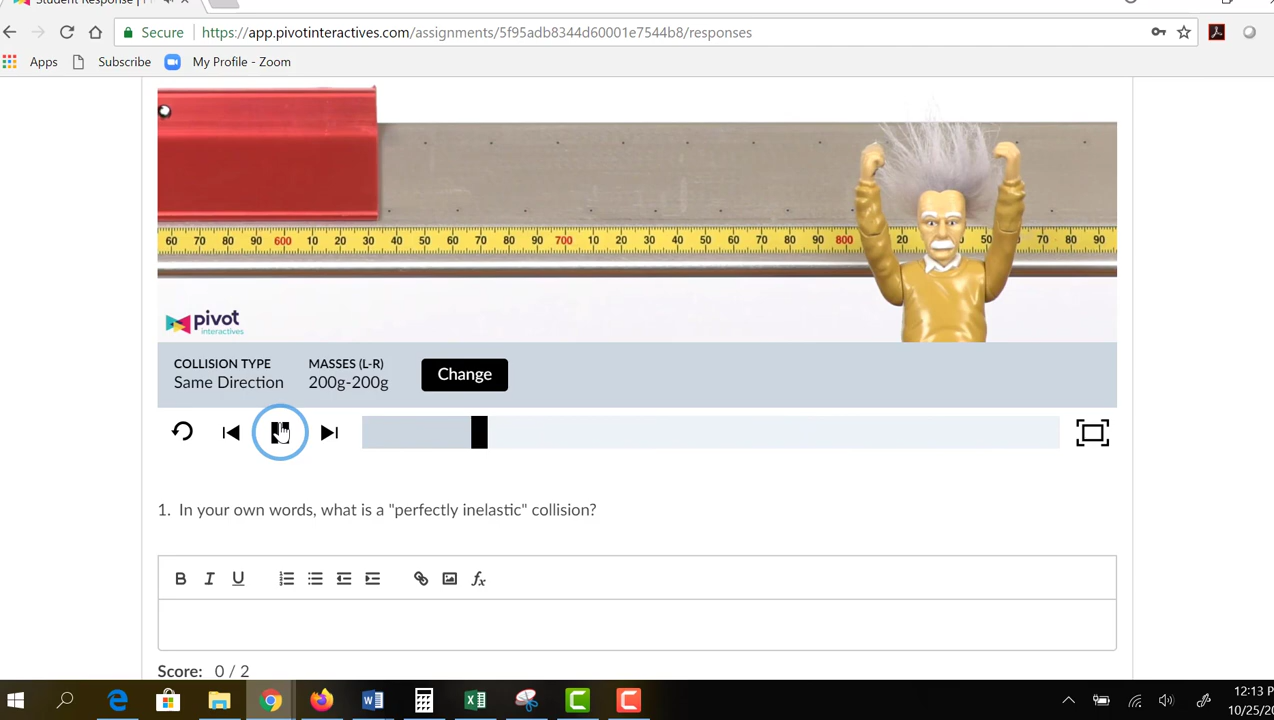 Student Response |
Secure
https://app.pivotinteractives.com/assignments/5f95adb8344d60001e7544b8/responses
Apps Subscribe My Profile - Zoom
60 70 80 90 600 10 20 30 40 50 60 70 80 90 700 10 20 30 40 50 60 70 80 90 800 20 50 70 80 90
pivot
interactives
COLLISION TYPE MASSES (L-R)
Same Direction 200g-200g
Change
1. In your own words, what is a "perfectly inelastic" collision?
B I U fx
Score: 0 / 2
12:13 P
10/25/20